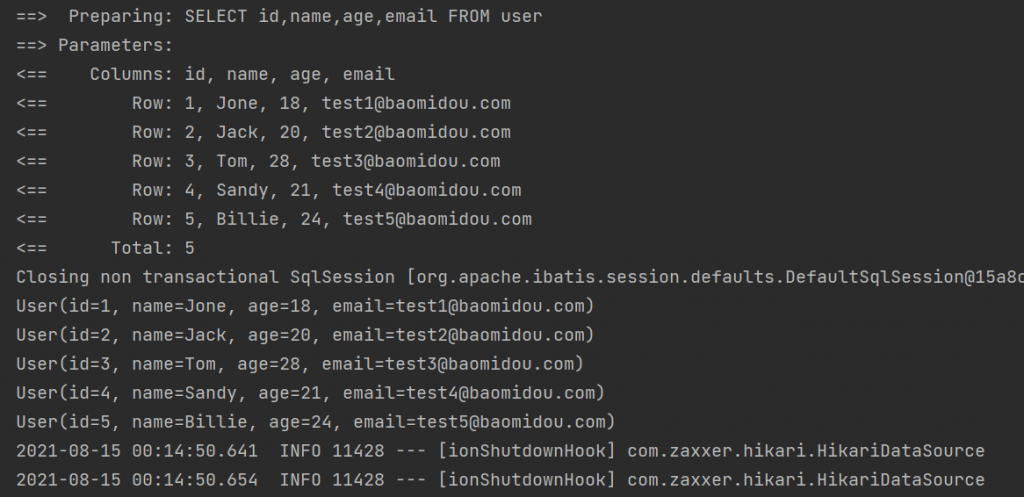 ==>  Preparing: SELECT id,name,age,email FROM user
==> Parameters:
<==    Columns: id, name, age, email
<==        Row: 1, Jone, 18, test1@baomidou.com
<==        Row: 2, Jack, 20, test2@baomidou.com
<==        Row: 3, Tom, 28, test3@baomidou.com
<==        Row: 4, Sandy, 21, test4@baomidou.com
<==        Row: 5, Billie, 24, test5@baomidou.com
<==      Total: 5
Closing non transactional SqlSession [org.apache.ibatis.session.defaults.DefaultSqlSession@15a8c
User(id=1, name=Jone, age=18, email=test1@baomidou.com)
User(id=2, name=Jack, age=20, email=test2@baomidou.com)
User(id=3, name=Tom, age=28, email=test3@baomidou.com)
User(id=4, name=Sandy, age=21, email=test4@baomidou.com)
User(id=5, name=Billie, age=24, email=test5@baomidou.com)
2021-08-15 00:14:50.641  INFO 11428 --- [ionShutdownHook] com.zaxxer.hikari.HikariDataSource
2021-08-15 00:14:50.654  INFO 11428 --- [ionShutdownHook] com.zaxxer.hikari.HikariDataSource